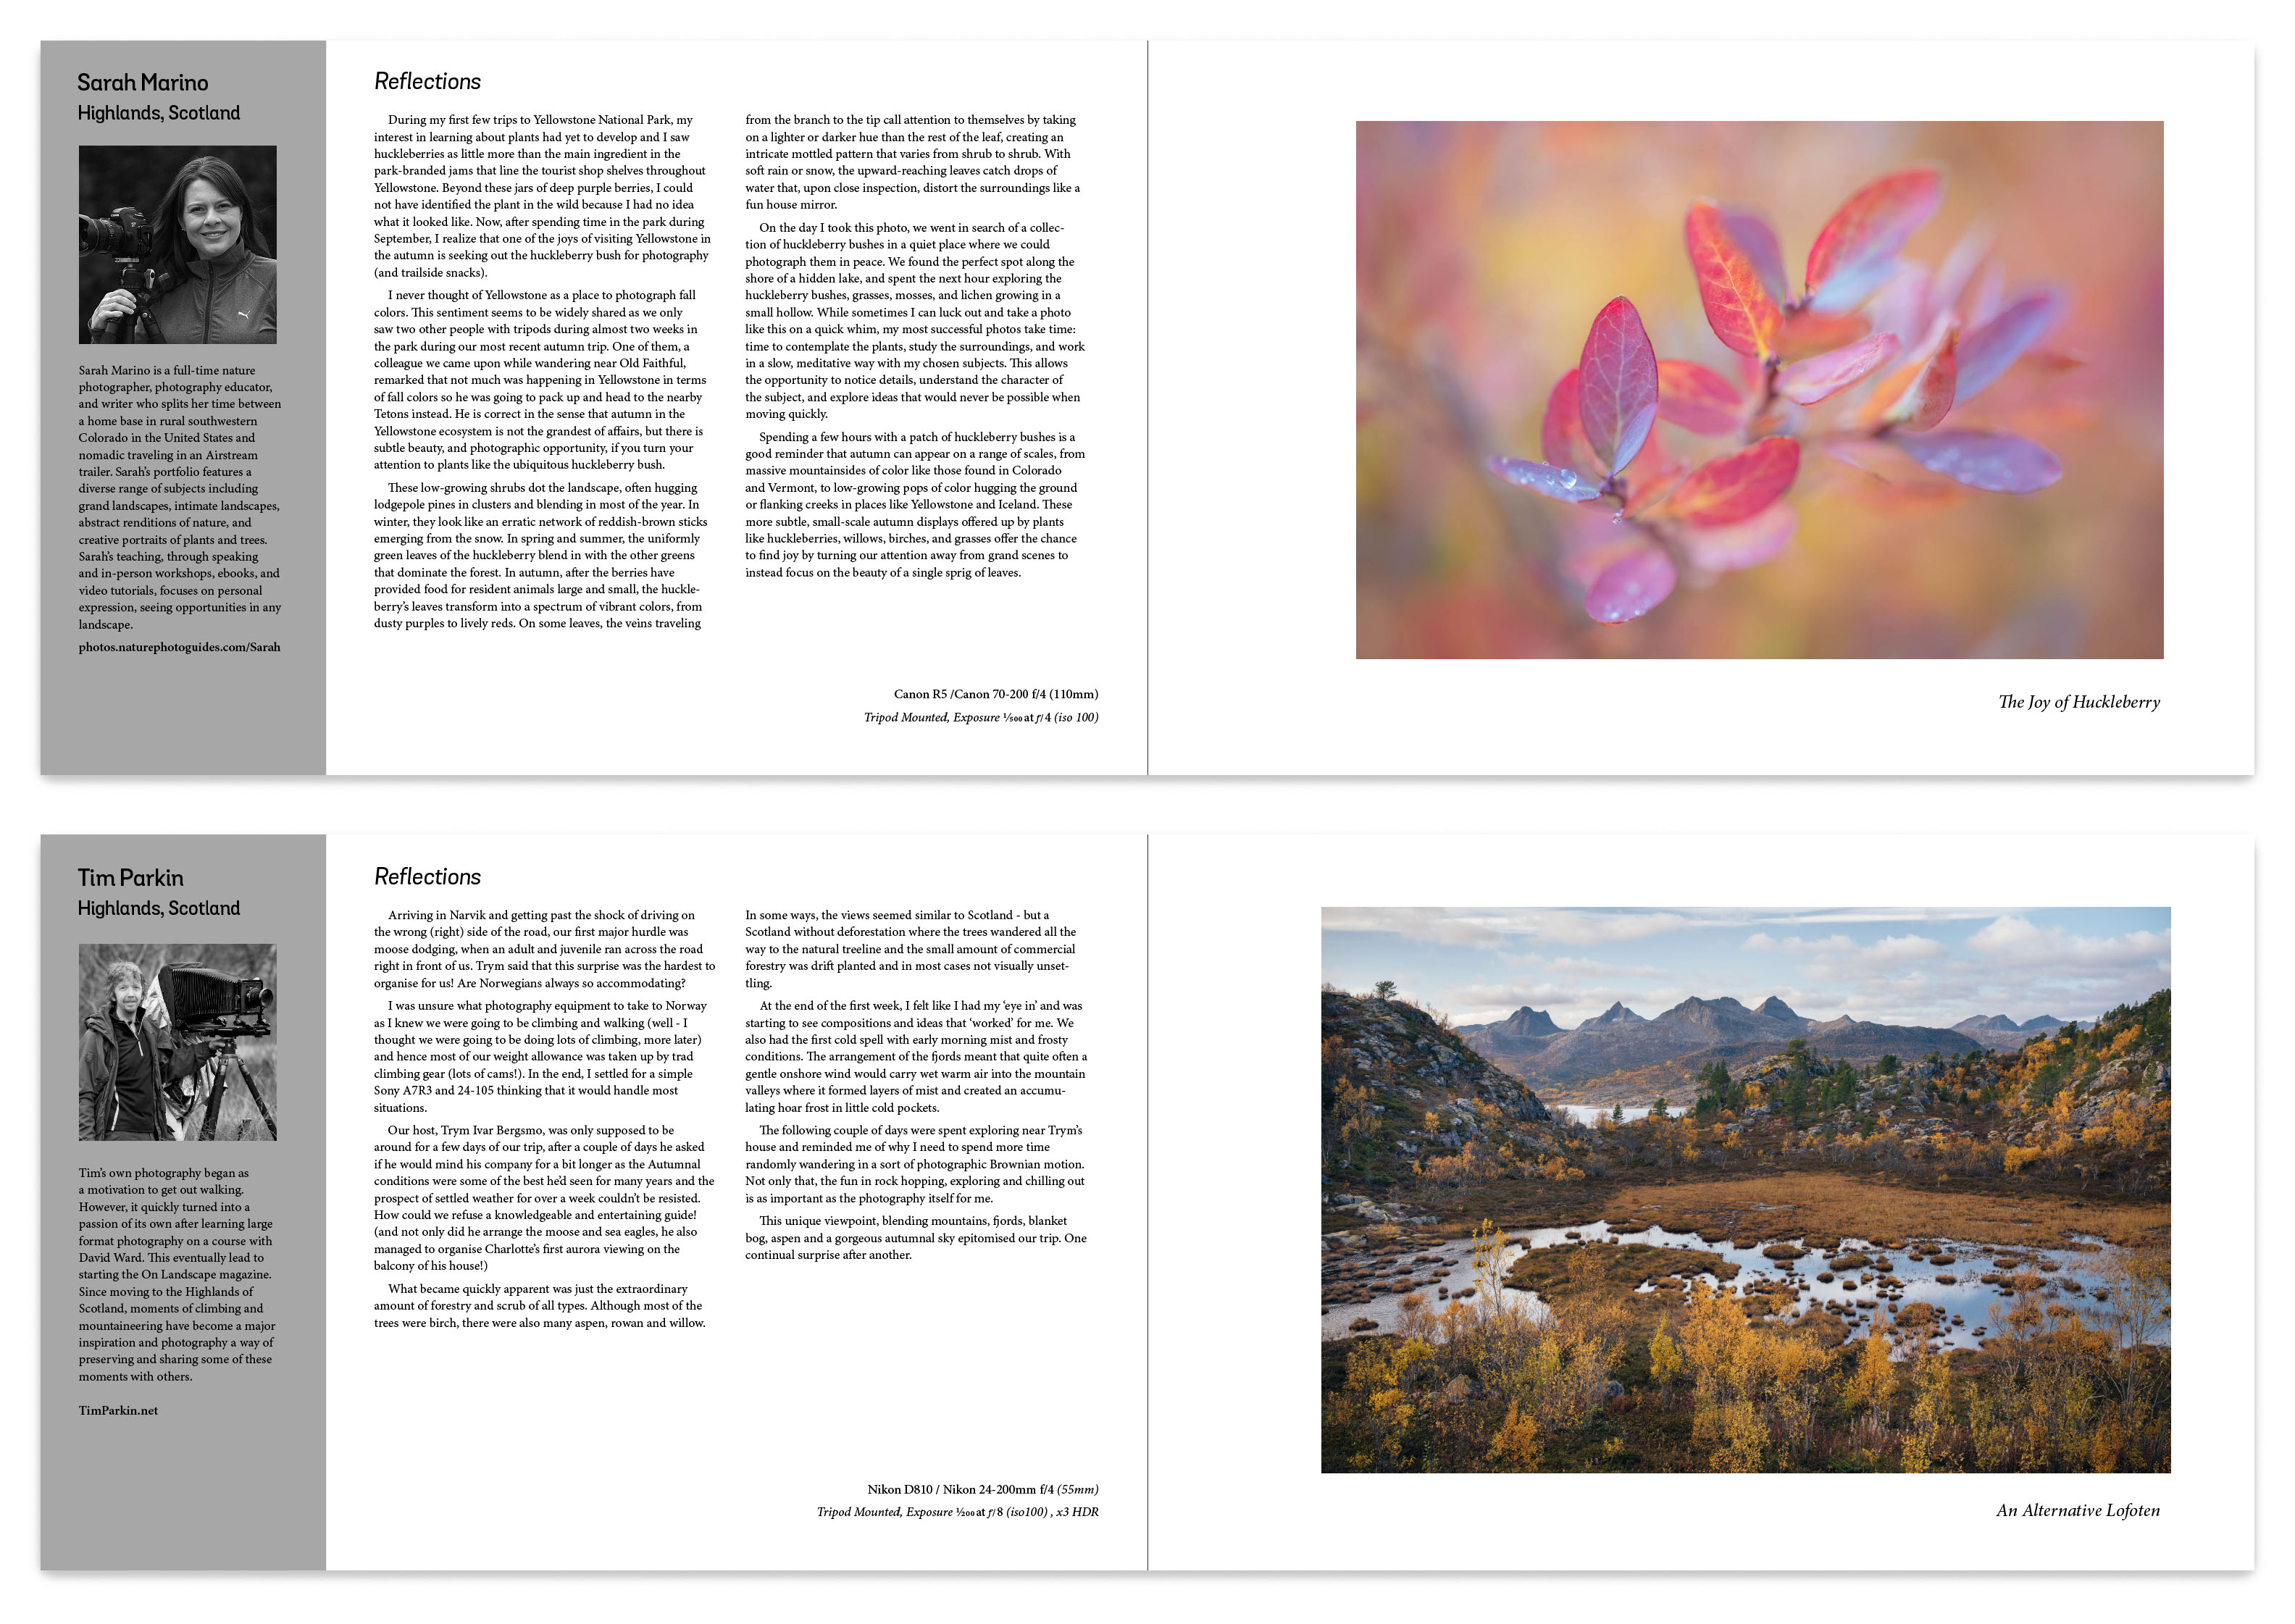 Sarah Marino
Highlands, Scotland
Sarah Marino is a full-time nature
photographer, photography educator,
and writer who splits her time between
a home base in rural southwestern
Colorado in the United States and
nomadic traveling in an Airstream
trailer. Sarah's portfolio features a
diverse range of subjects including
grand landscapes, intimate landscapes,
abstract renditions of nature, and
creative portraits of plants and trees.
Sarah's teaching, through speaking
and in-person workshops, ebooks, and
video tutorials, focuses on personal
expression, seeing opportunities in any
landscape.
photos.naturephotoguides.com/Sarah
Reflections
During my first few trips to Yellowstone National Park, my
interest in learning about plants had yet to develop and I saw
huckleberries as little more than the main ingredient in the
park-branded jams that line the tourist shop shelves throughout
Yellowstone. Beyond these jars of deep purple berries, I could
not have identified the plant in the wild because I had no idea
what it looked like. Now, after spending time in the park during
September, I realize that one of the joys of visiting Yellowstone in
the autumn is seeking out the huckleberry bush for photography
(and trailside snacks).
I never thought of Yellowstone as a place to photograph fall
colors. This sentiment seems to be widely shared as we only
saw two other people with tripods during almost two weeks in
the park during our most recent autumn trip. One of them, a
colleague we came upon while wandering near Old Faithful,
remarked that not much was happening in Yellowstone in terms
of fall colors so he was going to pack up and head to the nearby
Tetons instead. He is correct in the sense that autumn in the
Yellowstone ecosystem is not the grandest of affairs, but there is
subtle beauty, and photographic opportunity, if you turn your
attention to plants like the ubiquitous huckleberry bush.
These low-growing shrubs dot the landscape, often hugging
lodgepole pines in clusters and blending in most of the year. In
winter, they look like an erratic network of reddish-brown sticks
emerging from the snow. In spring and summer, the uniformly
green leaves of the huckleberry blend in with the other greens
that dominate the forest. In autumn, after the berries have
provided food for resident animals large and small, the huckle-
berry's leaves transform into a spectrum of vibrant colors, from
dusty purples to lively reds. On some leaves, the veins traveling
from the branch to the tip call attention to themselves by taking
on a lighter or darker hue than the rest of the leaf, creating an
intricate mottled pattern that varies from shrub to shrub. With
soft rain or snow, the upward-reaching leaves catch drops of
water that, upon close inspection, distort the surroundings like a
fun house mirror.
On the day I took this photo, we went in search of a collec-
tion of huckleberry bushes in a quiet place where we could
photograph them in peace. We found the perfect spot along the
shore of a hidden lake, and spent the next hour exploring the
huckleberry bushes, grasses, mosses, and lichen growing in a
small hollow. While sometimes I can luck out and take a photo
like this on a quick whim, my most successful photos take time:
time to contemplate the plants, study the surroundings, and work
in a slow, meditative way with my chosen subjects. This allows
the opportunity to notice details, understand the character of
the subject, and explore ideas that would never be possible when
moving quickly.
Spending a few hours with a patch of huckleberry bushes is a
good reminder that autumn can appear on a range of scales, from
massive mountainsides of color like those found in Colorado
and Vermont, to low-growing pops of color hugging the ground
or flanking creeks in places like Yellowstone and Iceland. These
more subtle, small-scale autumn displays offered up by plants
like huckleberries, willows, birches, and grasses offer the chance
to find joy by turning our attention away from grand scenes to
instead focus on the beauty of a single sprig of leaves.
Canon R5 /Canon 70-200 f/4 (110mm)
Tripod Mounted, Exposure 1/500 at f/4 (iso 100)
The Joy of Huckleberry
Tim Parkin
Highlands, Scotland
Tim's own photography began as
a motivation to get out walking.
However, it quickly turned into a
passion of its own after learning large
format photography on a course with
David Ward. This eventually lead to
starting the On Landscape magazine.
Since moving to the Highlands of
Scotland, moments of climbing and
mountaineering have become a major
inspiration and photography a way of
preserving and sharing some of these
moments with others.
TimParkin.net
Reflections
Arriving in Narvik and getting past the shock of driving on
the wrong (right) side of the road, our first major hurdle was
moose dodging, when an adult and juvenile ran across the road
right in front of us. Trym said that this surprise was the hardest to
organise for us! Are Norwegians always so accommodating?
I was unsure what photography equipment to take to Norway
as I knew we were going to be climbing and walking (well - I
thought we were going to be doing lots of climbing, more later)
and hence most of our weight allowance was taken up by trad
climbing gear (lots of cams!). In the end, I settled for a simple
Sony A7R3 and 24-105 thinking that it would handle most
situations.
Our host, Trym Ivar Bergsmo, was only supposed to be
around for a few days of our trip, after a couple of days he asked
if he would mind his company for a bit longer as the Autumnal
conditions were some of the best he'd seen for many years and the
prospect of settled weather for over a week couldn't be resisted.
How could we refuse a knowledgeable and entertaining guide!
(and not only did he arrange the moose and sea eagles, he also
managed to organise Charlotte's first aurora viewing on the
balcony of his house!)
What became quickly apparent was just the extraordinary
amount of forestry and scrub of all types. Although most of the
trees were birch, there were also many aspen, rowan and willow.
In some ways, the views seemed similar to Scotland - but a
Scotland without deforestation where the trees wandered all the
way to the natural treeline and the small amount of commercial
forestry was drift planted and in most cases not visually unset-
tling.
At the end of the first week, I felt like I had my 'eye in' and was
starting to see compositions and ideas that 'worked' for me. We
also had the first cold spell with early morning mist and frosty
conditions. The arrangement of the fjords meant that quite often a
gentle onshore wind would carry wet warm air into the mountain
valleys where it formed layers of mist and created an accumu-
lating hoar frost in little cold pockets.
The following couple of days were spent exploring near Trym's
house and reminded me of why I need to spend more time
randomly wandering in a sort of photographic Brownian motion.
Not only that, the fun in rock hopping, exploring and chilling out
is as important as the photography itself for me.
This unique viewpoint, blending mountains, fjords, blanket
bog, aspen and a gorgeous autumnal sky epitomised our trip. One
continual surprise after another.
Nikon D810 / Nikon 24-200mm f/4 (55mm)
Tripod Mounted, Exposure 1/200 at f/8 (iso100) , x3 HDR
An Alternative Lofoten